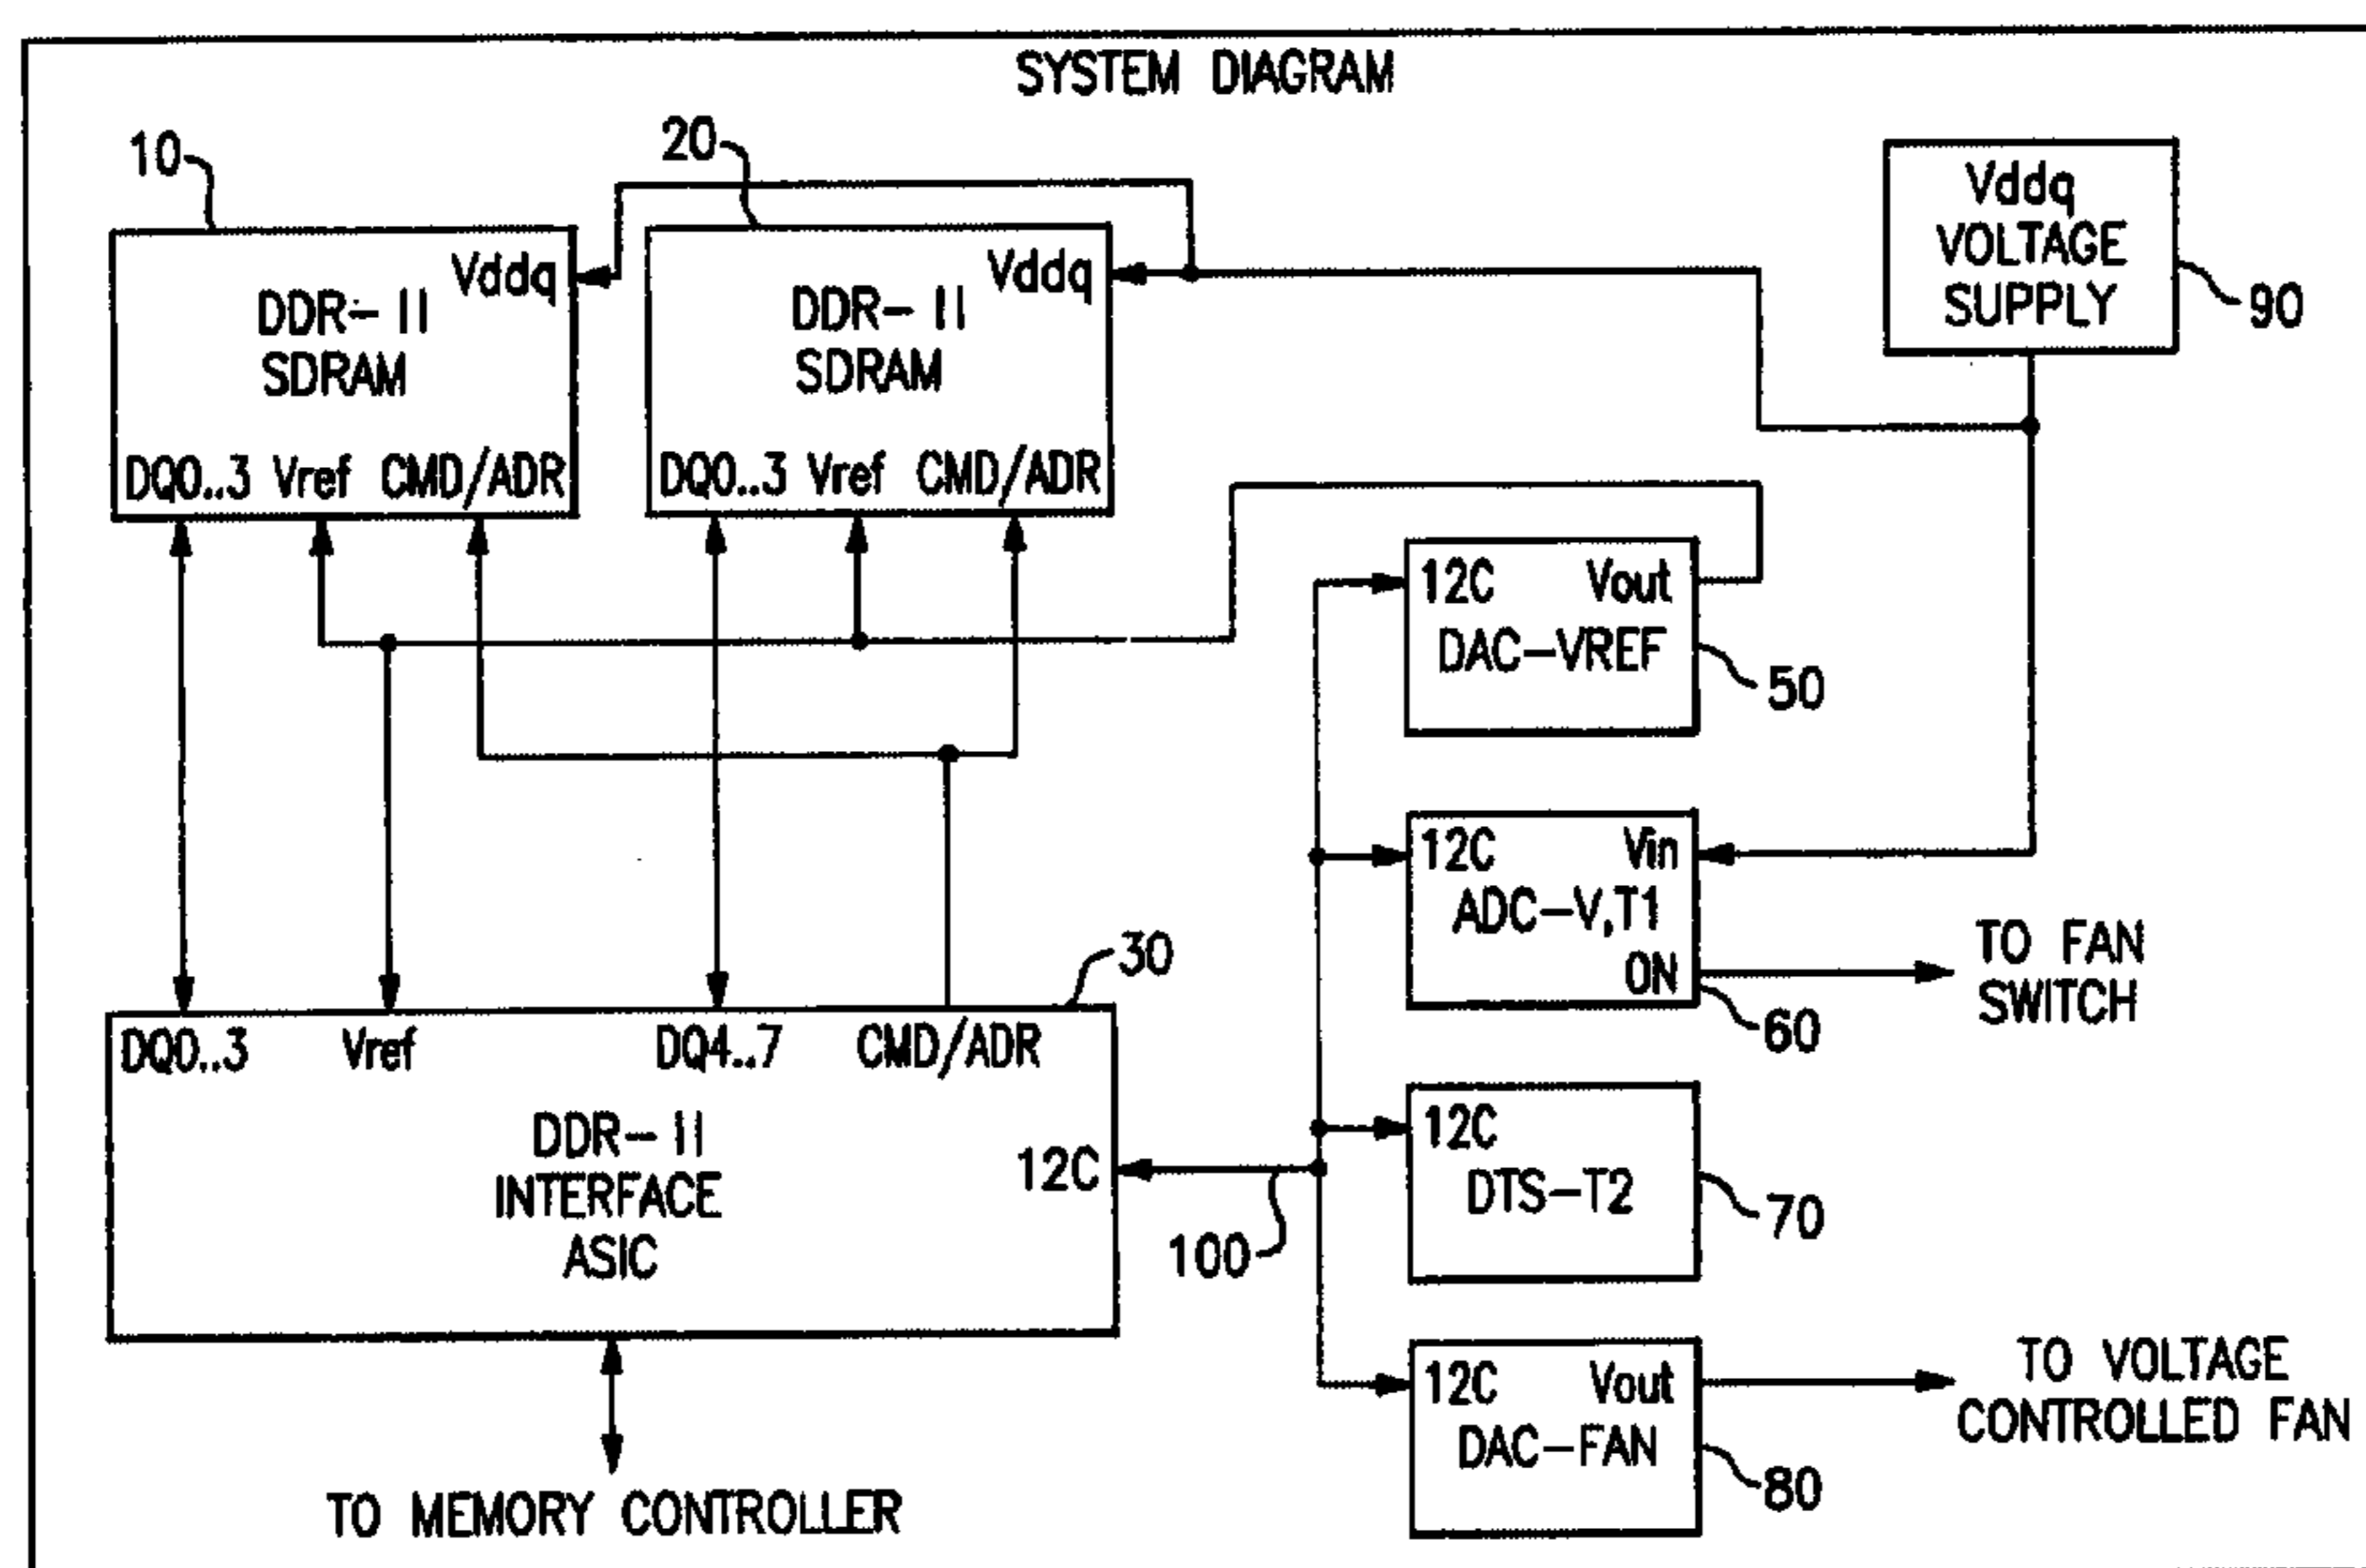 SYSTEM DIAGRAM
10
20
Vddq
VOLTAGE
SUPPLY
90
Vddq
DDR-II
SDRAM
DQ0..3 Vref CMD/ADR
Vddq
DDR-II
SDRAM
DQ0..3 Vref CMD/ADR
12C Vout
DAC-VREF
50
12C Vin
ADC-V,T1
ON
60
TO FAN
SWITCH
30
DQ0..3 Vref DQ4..7 CMD/ADR
DDR-II
INTERFACE
ASIC
12C
100
12C
DTS-T2
70
12C Vout
DAC-FAN
80
TO VOLTAGE
CONTROLLED FAN
TO MEMORY CONTROLLER